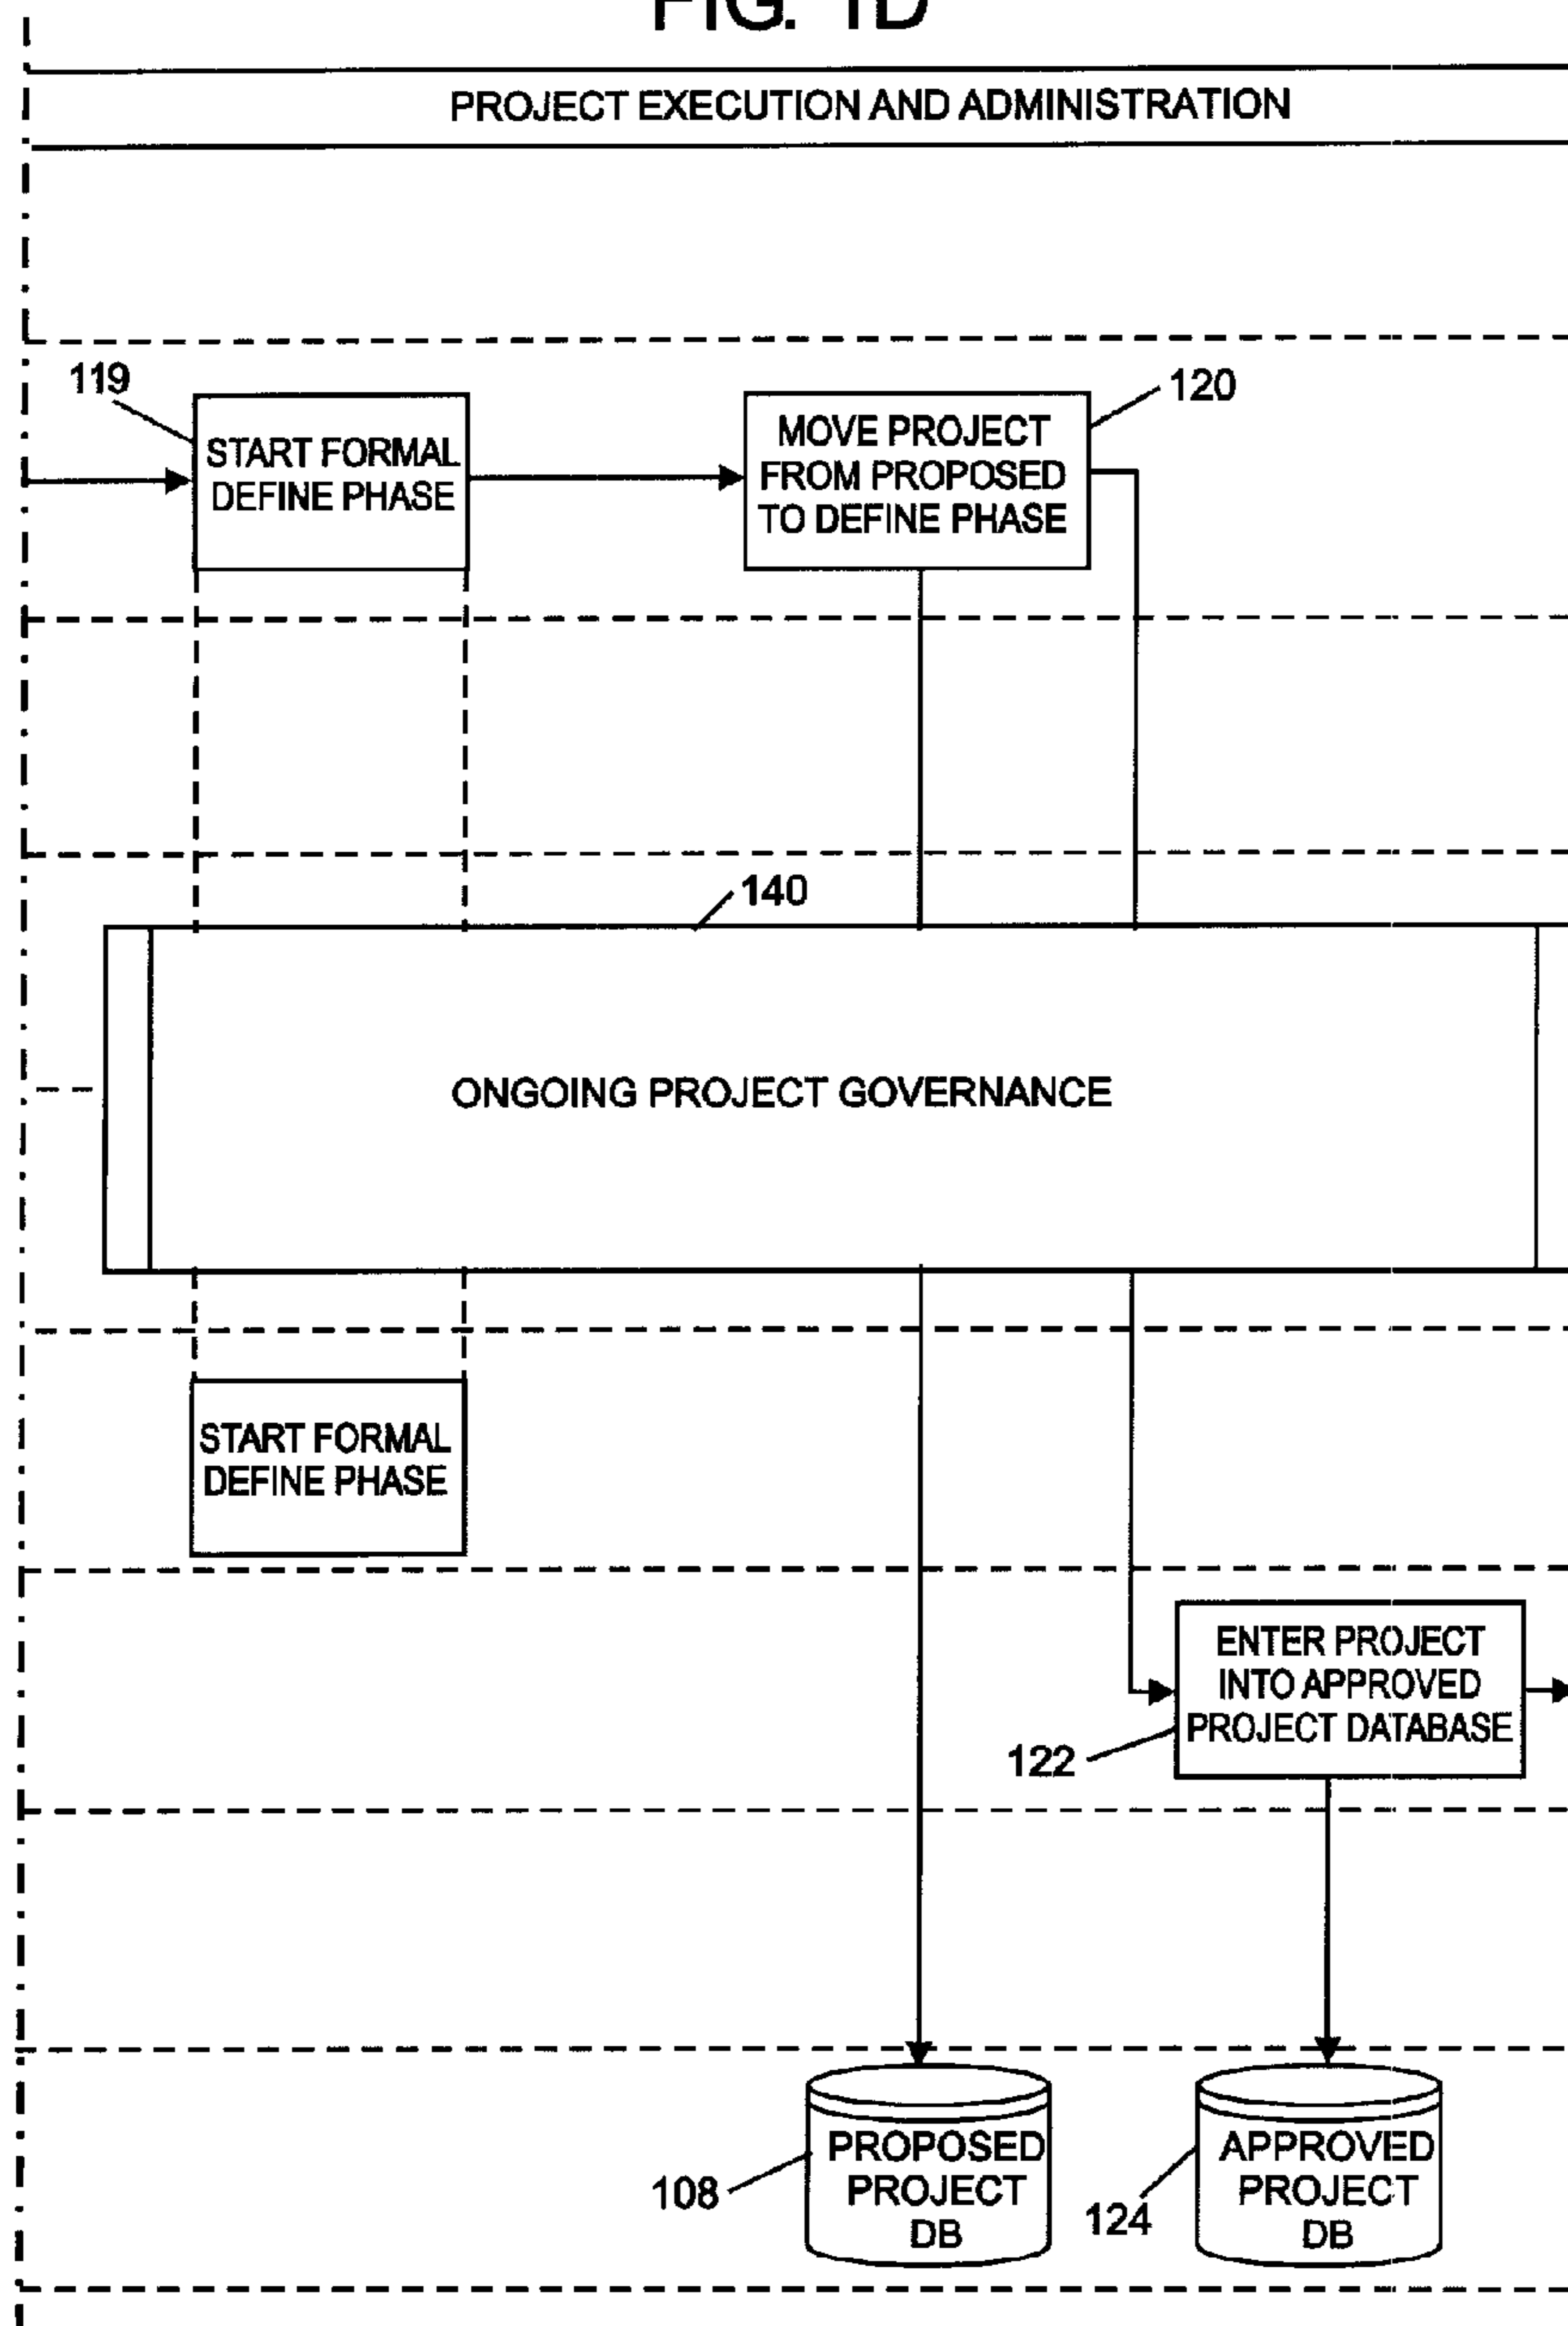 FIG. 1D
PROJECT EXECUTION AND ADMINISTRATION
119
START FORMAL
DEFINE PHASE
MOVE PROJECT
FROM PROPOSED
TO DEFINE PHASE
120
140
ONGOING PROJECT GOVERNANCE
START FORMAL
DEFINE PHASE
ENTER PROJECT
INTO APPROVED
PROJECT DATABASE
122
PROPOSED
PROJECT
DB
108
APPROVED
PROJECT
DB
124